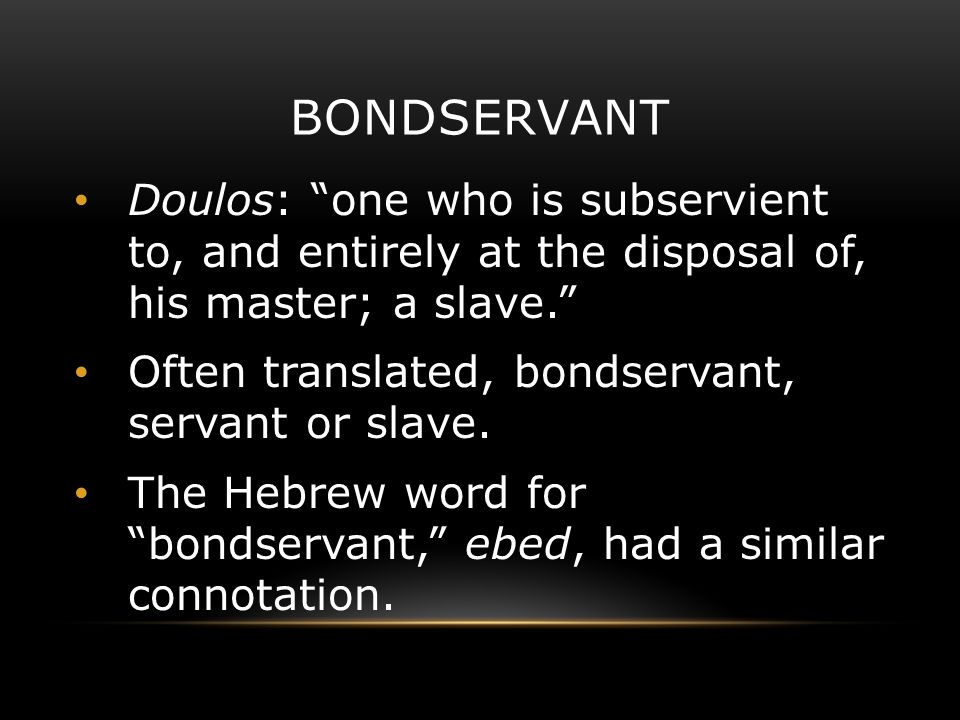 BONDSERVANT
• Doulos: “one who is subservient
to, and entirely at the disposal of,
his master; a slave.”
• Often translated, bondservant,
servant or slave.
• The Hebrew word for
“bondservant,” ebed, had a similar
connotation.